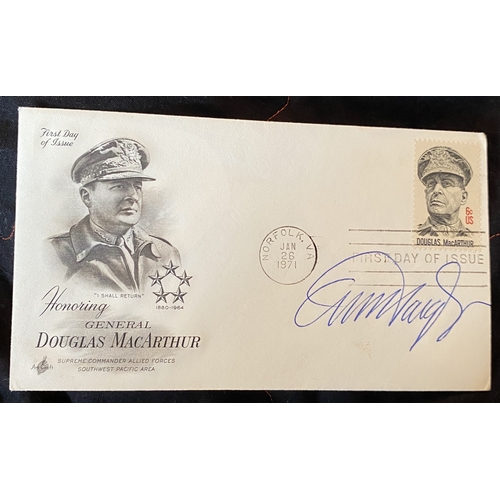 First Day
of Issue
"I SHALL RETURN"
1880-1964
Honoring
GENERAL
DOUGLAS MACARTHUR
SUPREME COMMANDER ALLIED FORCES
SOUTHWEST PACIFIC AREA
ArtCraft
NORFOLK, VA
JAN
26
1971
6c US
DOUGLAS MACARTHUR
FIRST DAY OF ISSUE